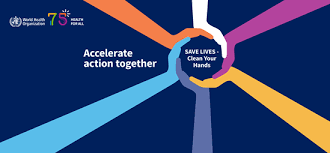 World Health
Organization
75
HEALTH
FOR ALL
Accelerate
action together
SAVE LIVES -
Clean Your
Hands